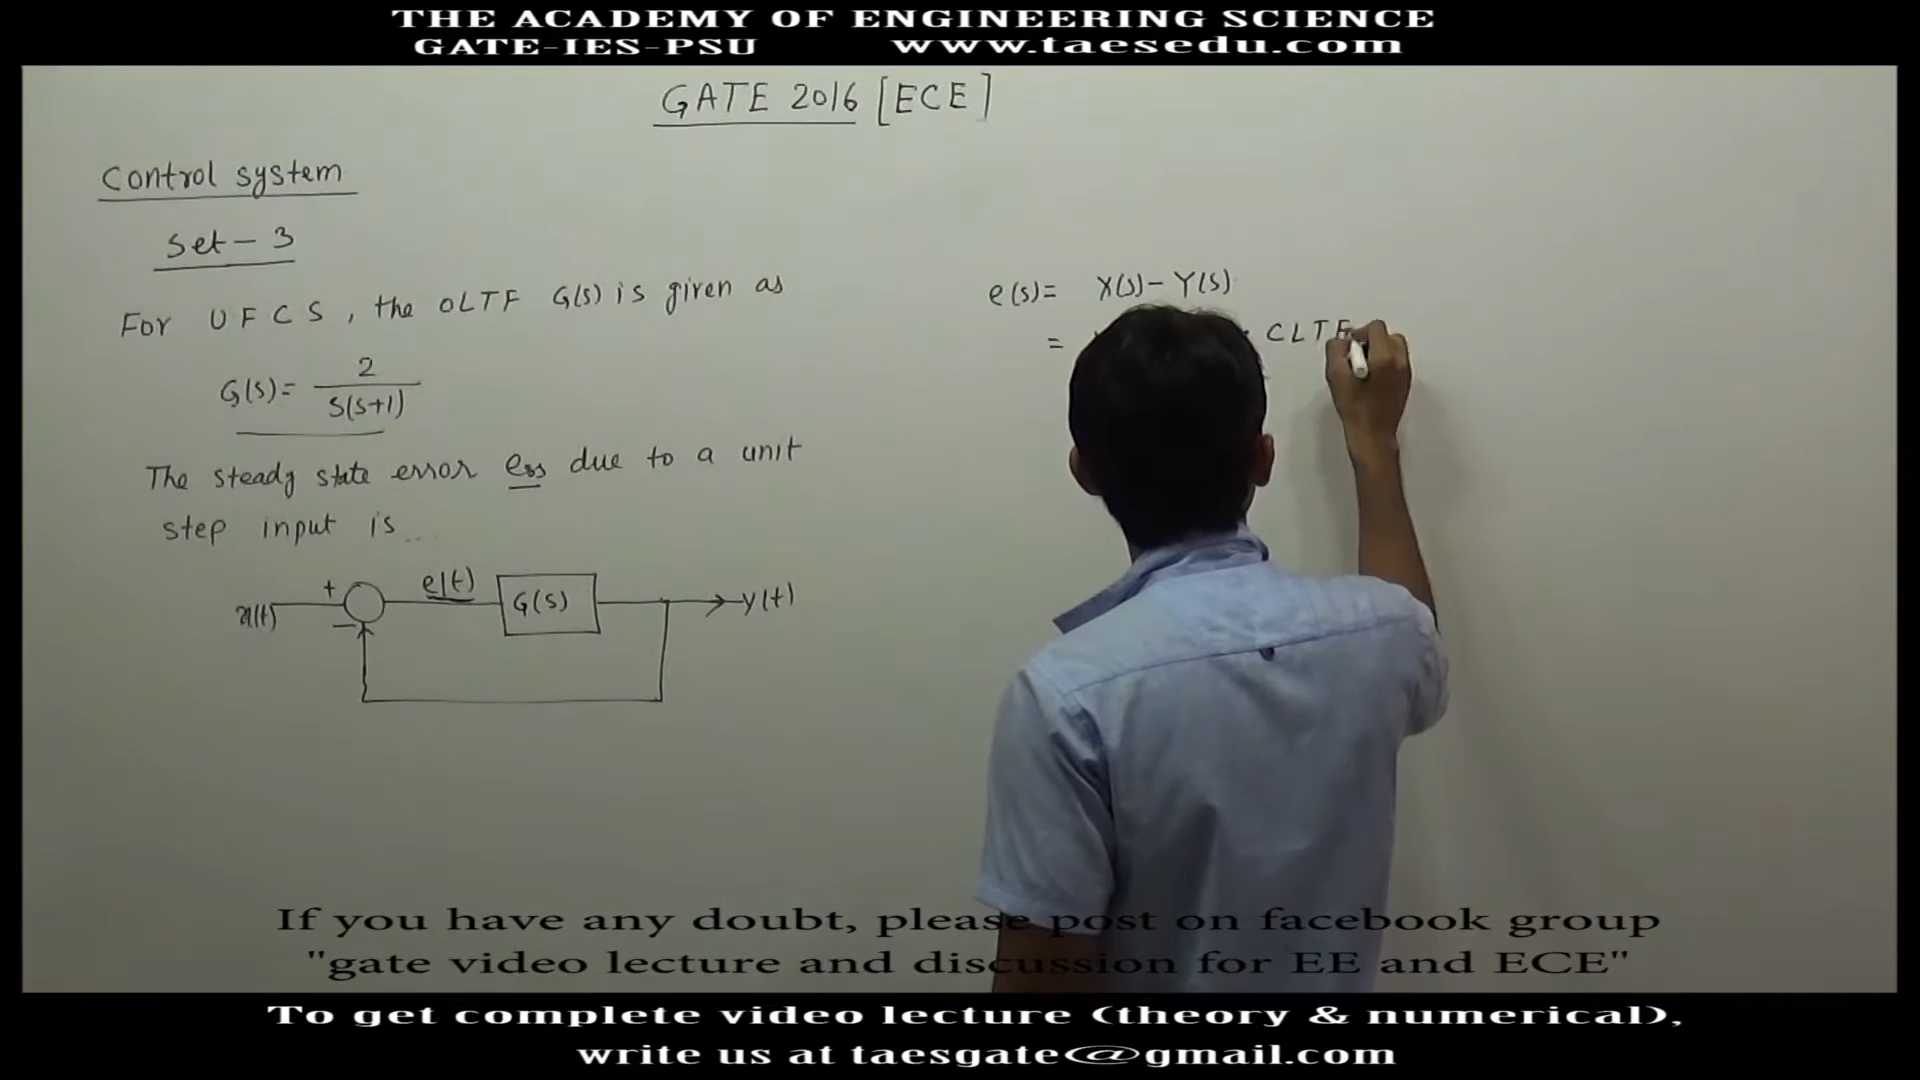 THE ACADEMY OF ENGINEERING SCIENCE
GATE-IES-PSU www.taesedu.com
GATE 2016 [ECE]
Control system
Set - 3
For UFCS, the OLTF G(s) is given as
G(s) = 2 / S(S+1)
The steady state error ess due to a unit
step input is ...
+ e(t) G(s) y(t)
x(t) −
e(s) = X(s) - Y(s)
= CLTF
If you have any doubt, please post on facebook group
"gate video lecture and discussion for EE and ECE"
To get complete video lecture (theory & numerical),
write us at taesgate@gmail.com